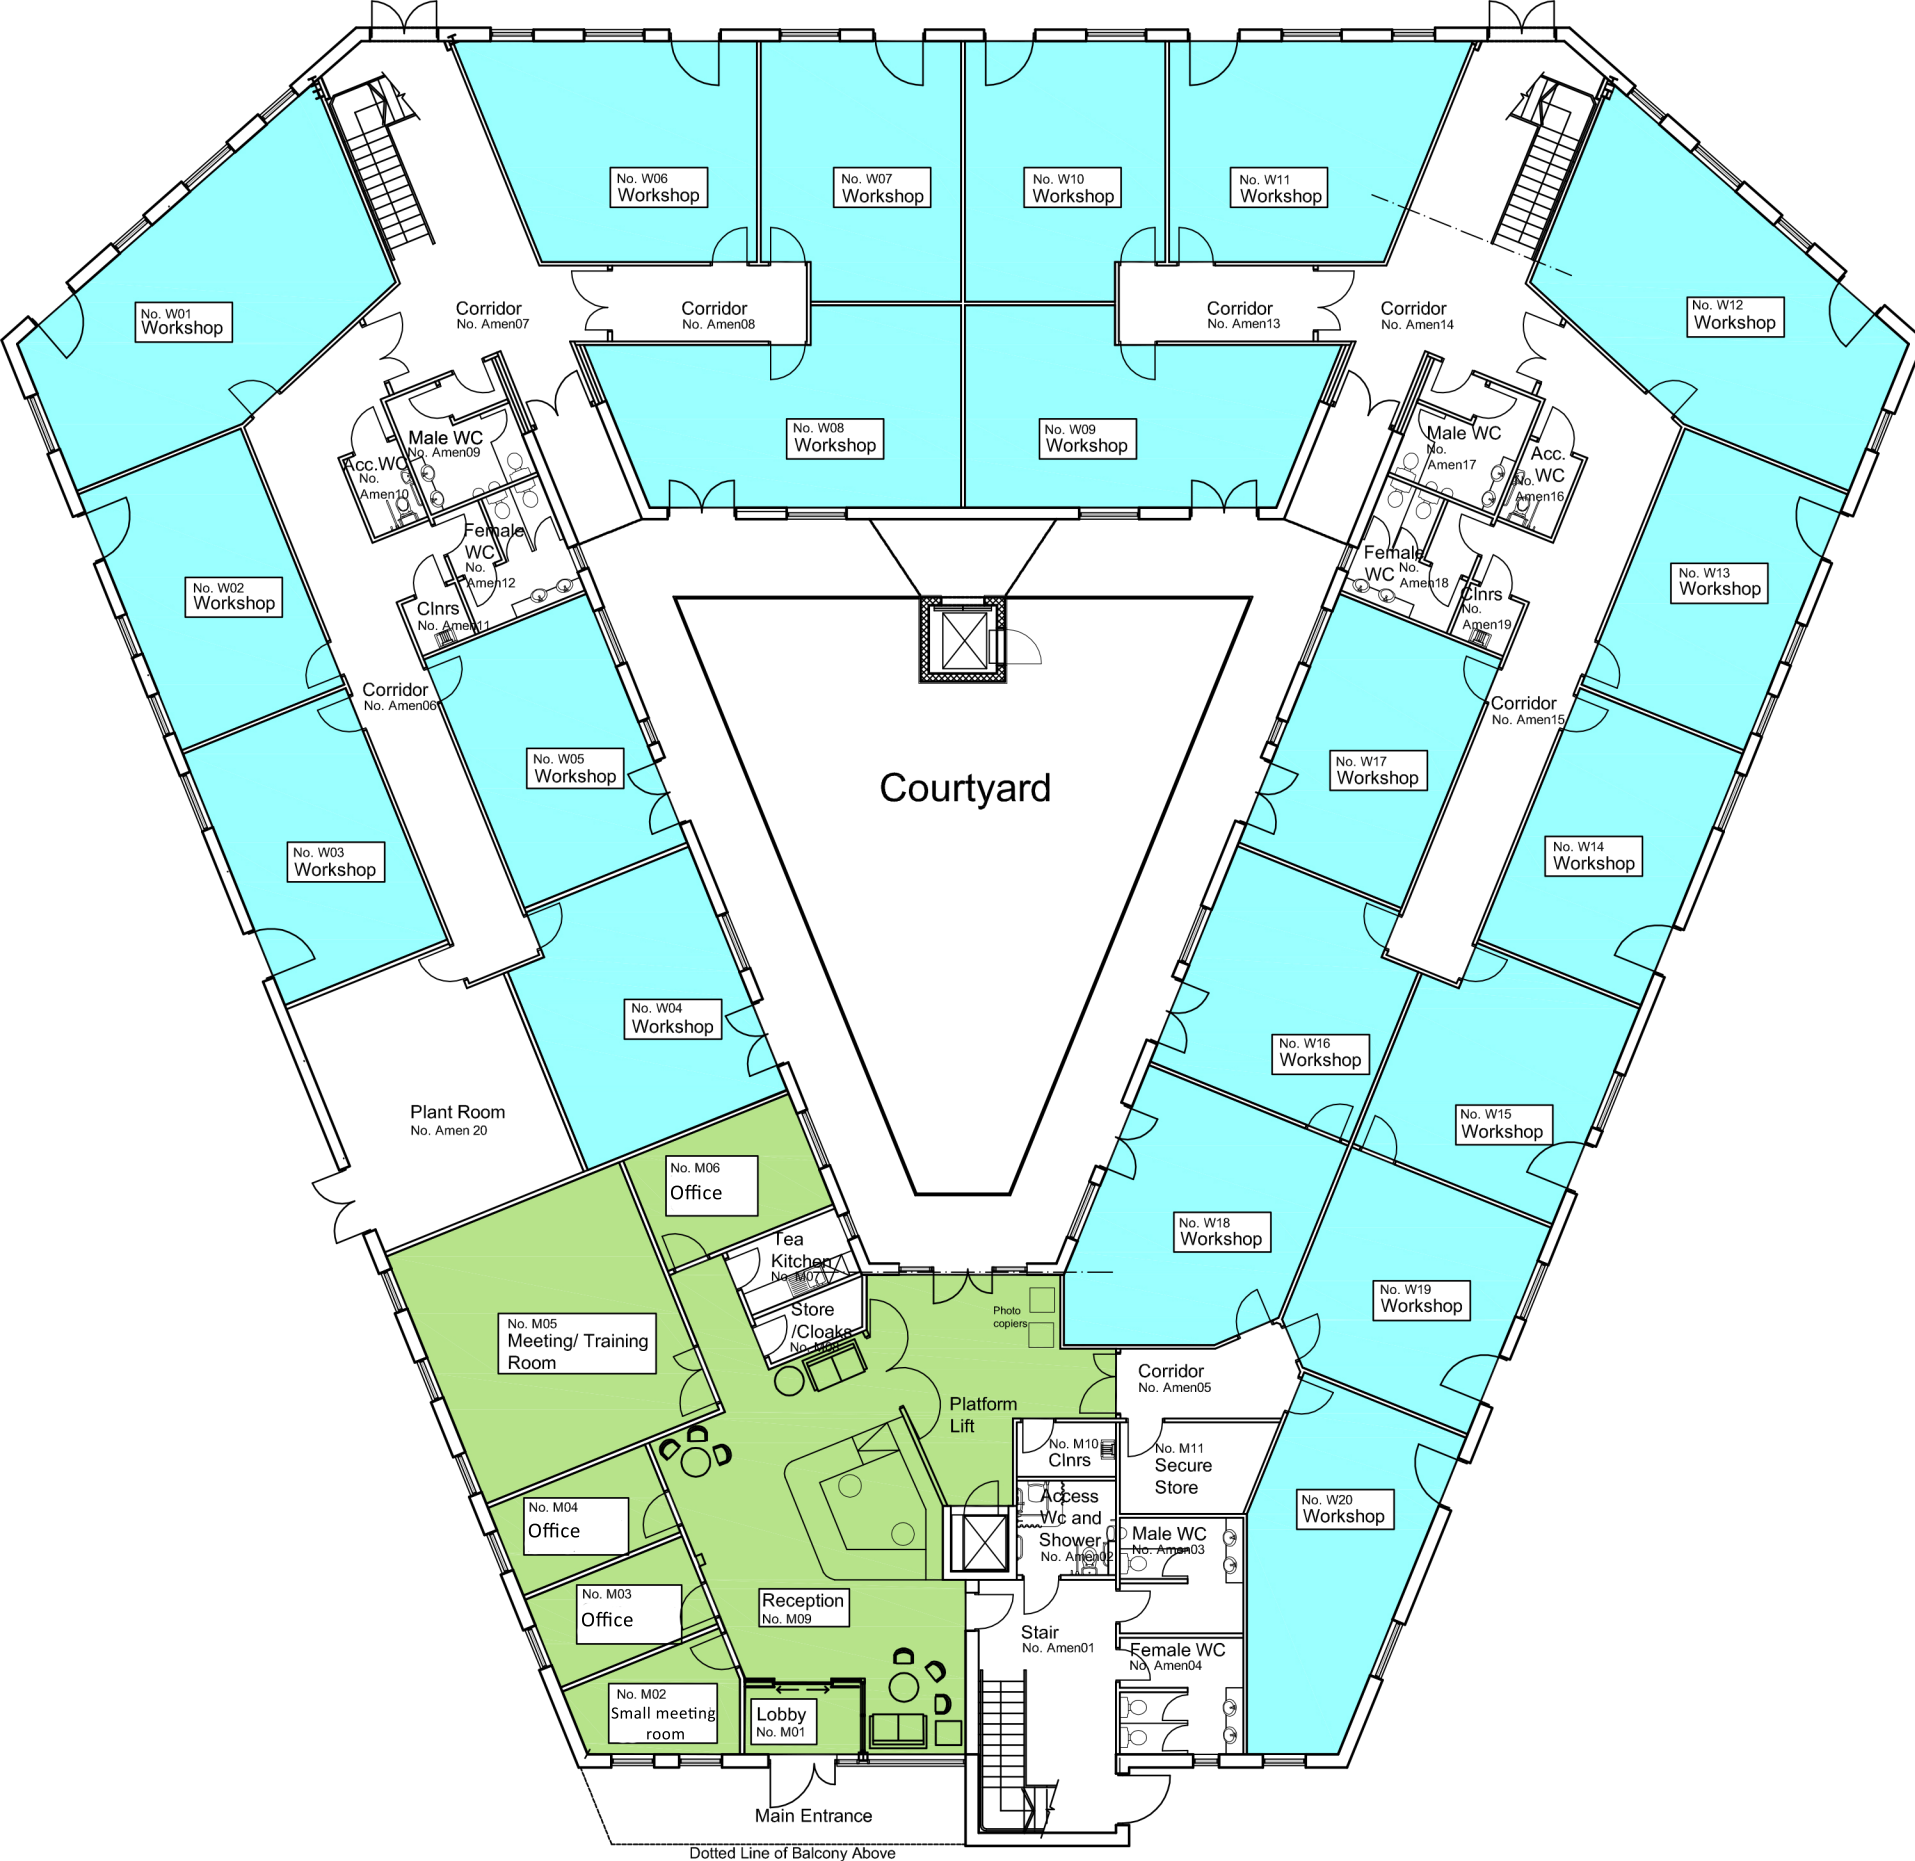 No. W06
Workshop
No. W07
Workshop
No. W10
Workshop
No. W11
Workshop
No. W01
Workshop
Corridor
No. Amen07
Corridor
No. Amen08
Corridor
No. Amen13
Corridor
No. Amen14
No. W12
Workshop
Male WC
No. Amen09
Acc.WC
No.
Amen10
No. W08
Workshop
No. W09
Workshop
Male WC
No.
Amen17
Acc.
WC
No.
Amen16
Female
WC
No.
Amen12
Female
WC
No.
Amen18
No. W02
Workshop
Clnrs
No. Amen11
Clnrs
No.
Amen19
No. W13
Workshop
Corridor
No. Amen06
Corridor
No. Amen15
No. W05
Workshop
Courtyard
No. W17
Workshop
No. W03
Workshop
No. W14
Workshop
No. W04
Workshop
No. W16
Workshop
Plant Room
No. Amen 20
No. W15
Workshop
No. M06
Office
No. W18
Workshop
Tea
Kitchen
No. M07
Store
/Cloaks
No. M08
Photo
copiers
No. W19
Workshop
No. M05
Meeting/ Training
Room
Corridor
No. Amen05
Platform
Lift
No. M10
Clnrs
No. M11
Secure
Store
No. M04
Office
Access
Wc and
Shower
No. Amen02
Male WC
No. Amen03
No. W20
Workshop
No. M03
Office
Reception
No. M09
Stair
No. Amen01
Female WC
No. Amen04
No. M02
Small meeting
room
Lobby
No. M01
Main Entrance
Dotted Line of Balcony Above